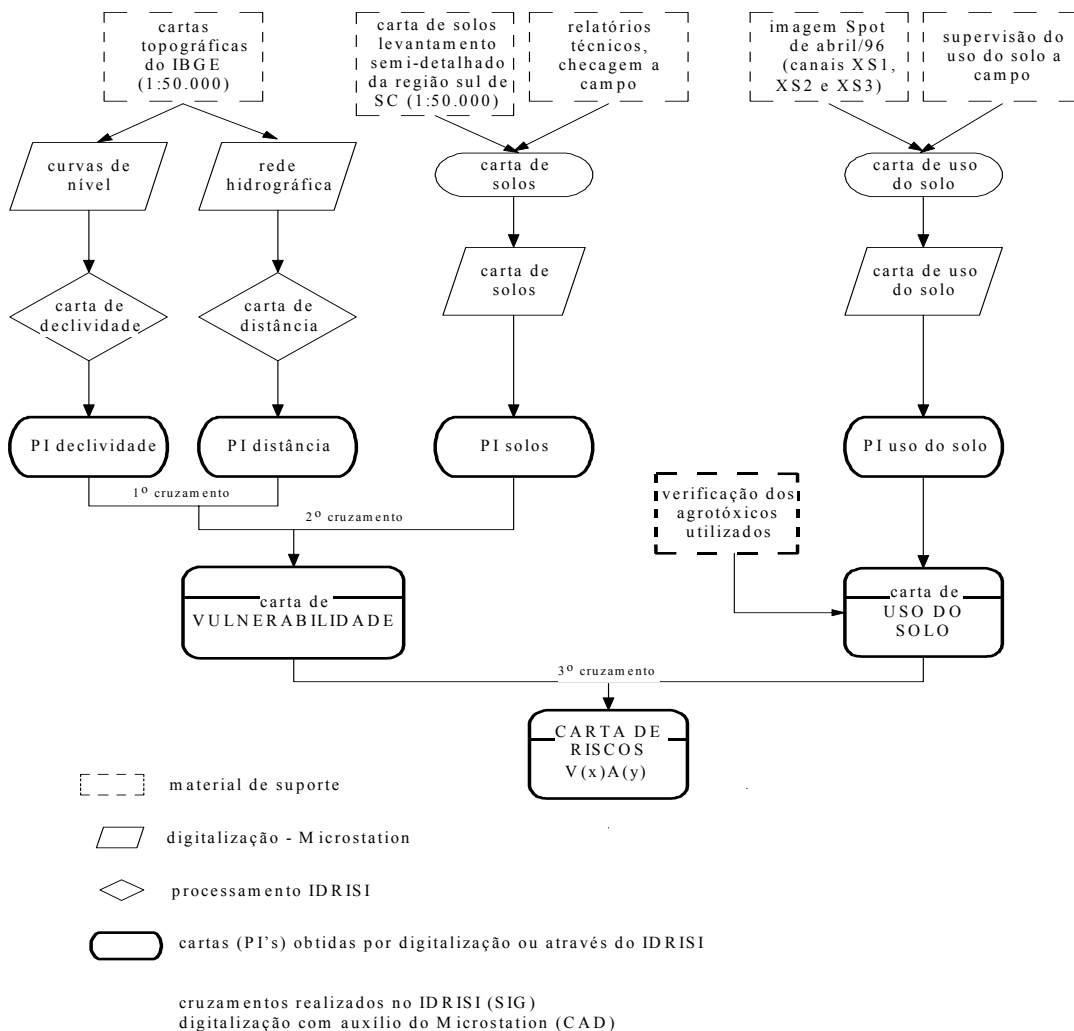 cartas
topográficas
do IBGE
(1:50.000)
carta de solos
levantamento
semi-detalhado
da região sul de
SC (1:50.000)
relatórios
técnicos,
checagem a
campo
imagem Spot
de abril/96
(canais XS1,
XS2 e XS3)
supervisão do
uso do solo a
campo
curvas de
nível
rede
hidrográfica
carta de
solos
carta de uso
do solo
carta de
declividade
carta de
distância
carta de
solos
carta de uso
do solo
PI declividade
PI distância
PI solos
PI uso do solo
1º cruzamento
2º cruzamento
verificação dos
agrotóxicos
utilizados
carta de
VULNERABILIDADE
carta de
USO DO
SOLO
3º cruzamento
CARTA DE
RISCOS
V(x)A(y)
material de suporte
digitalização - Microstation
processamento IDRISI
cartas (PI's) obtidas por digitalização ou através do IDRISI
cruzamentos realizados no IDRISI (SIG)
digitalização com auxílio do Microstation (CAD)